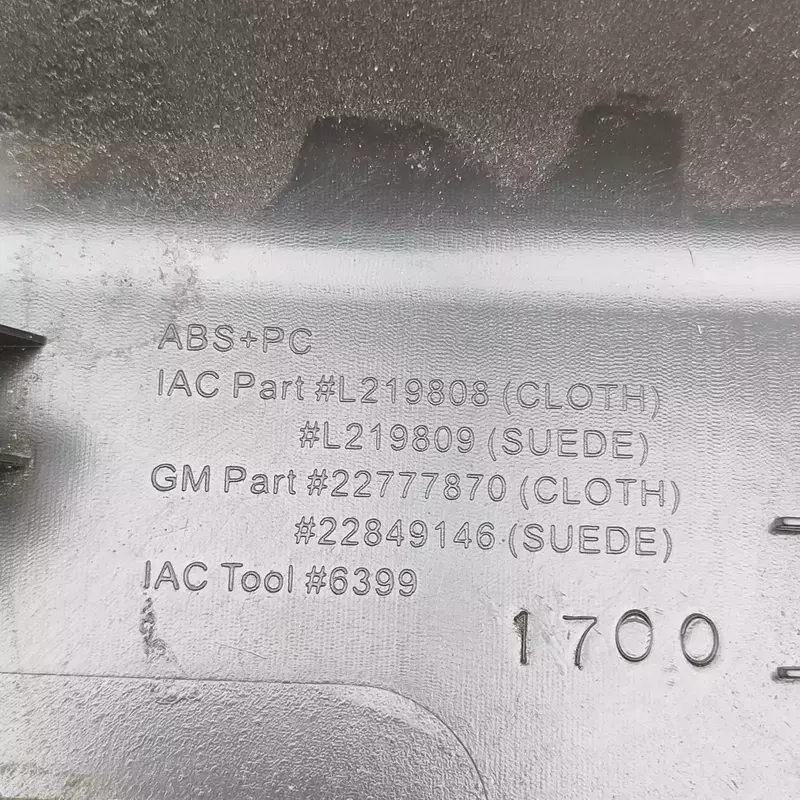 ABS+PC
IAC Part #L219808 (CLOTH)
#L219809 (SUEDE)
GM Part #22777870 (CLOTH)
#22849146 (SUEDE)
IAC Tool #6399
1700